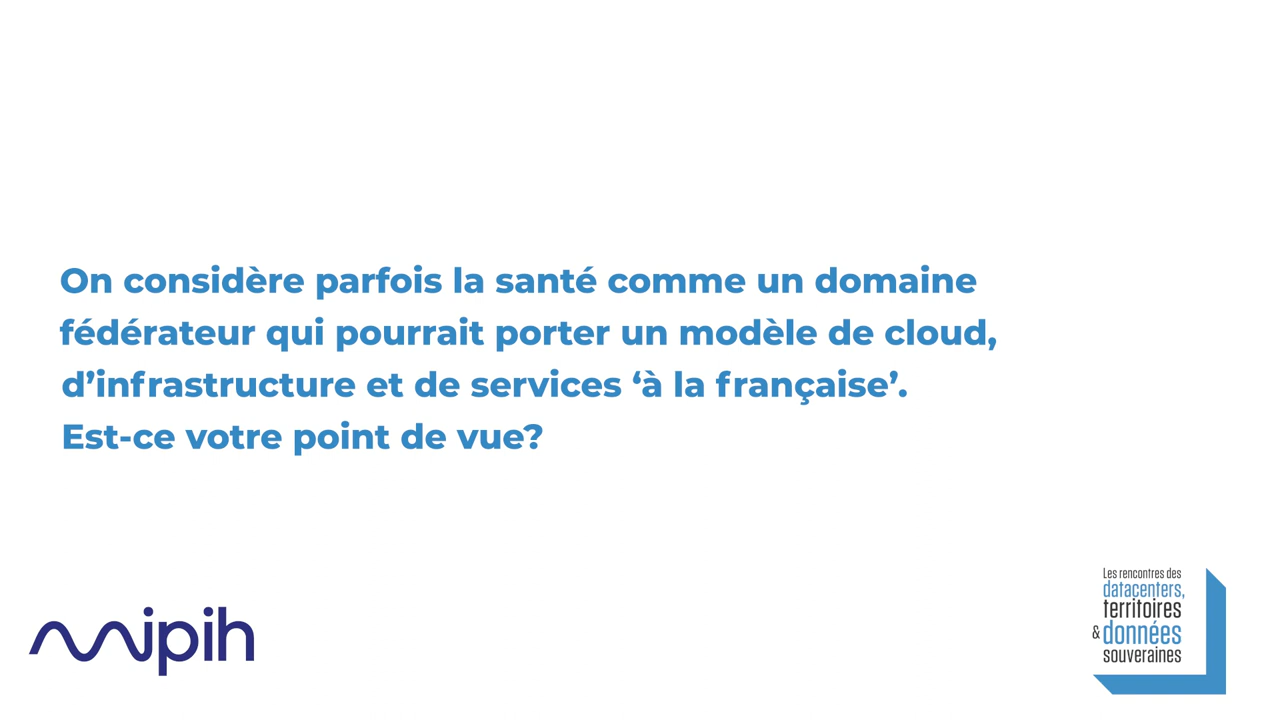 On considère parfois la santé comme un domaine
fédérateur qui pourrait porter un modèle de cloud,
d’infrastructure et de services ‘à la française’.
Est-ce votre point de vue?
mipih
Les rencontres des
datacenters,
territoires
& données
souveraines